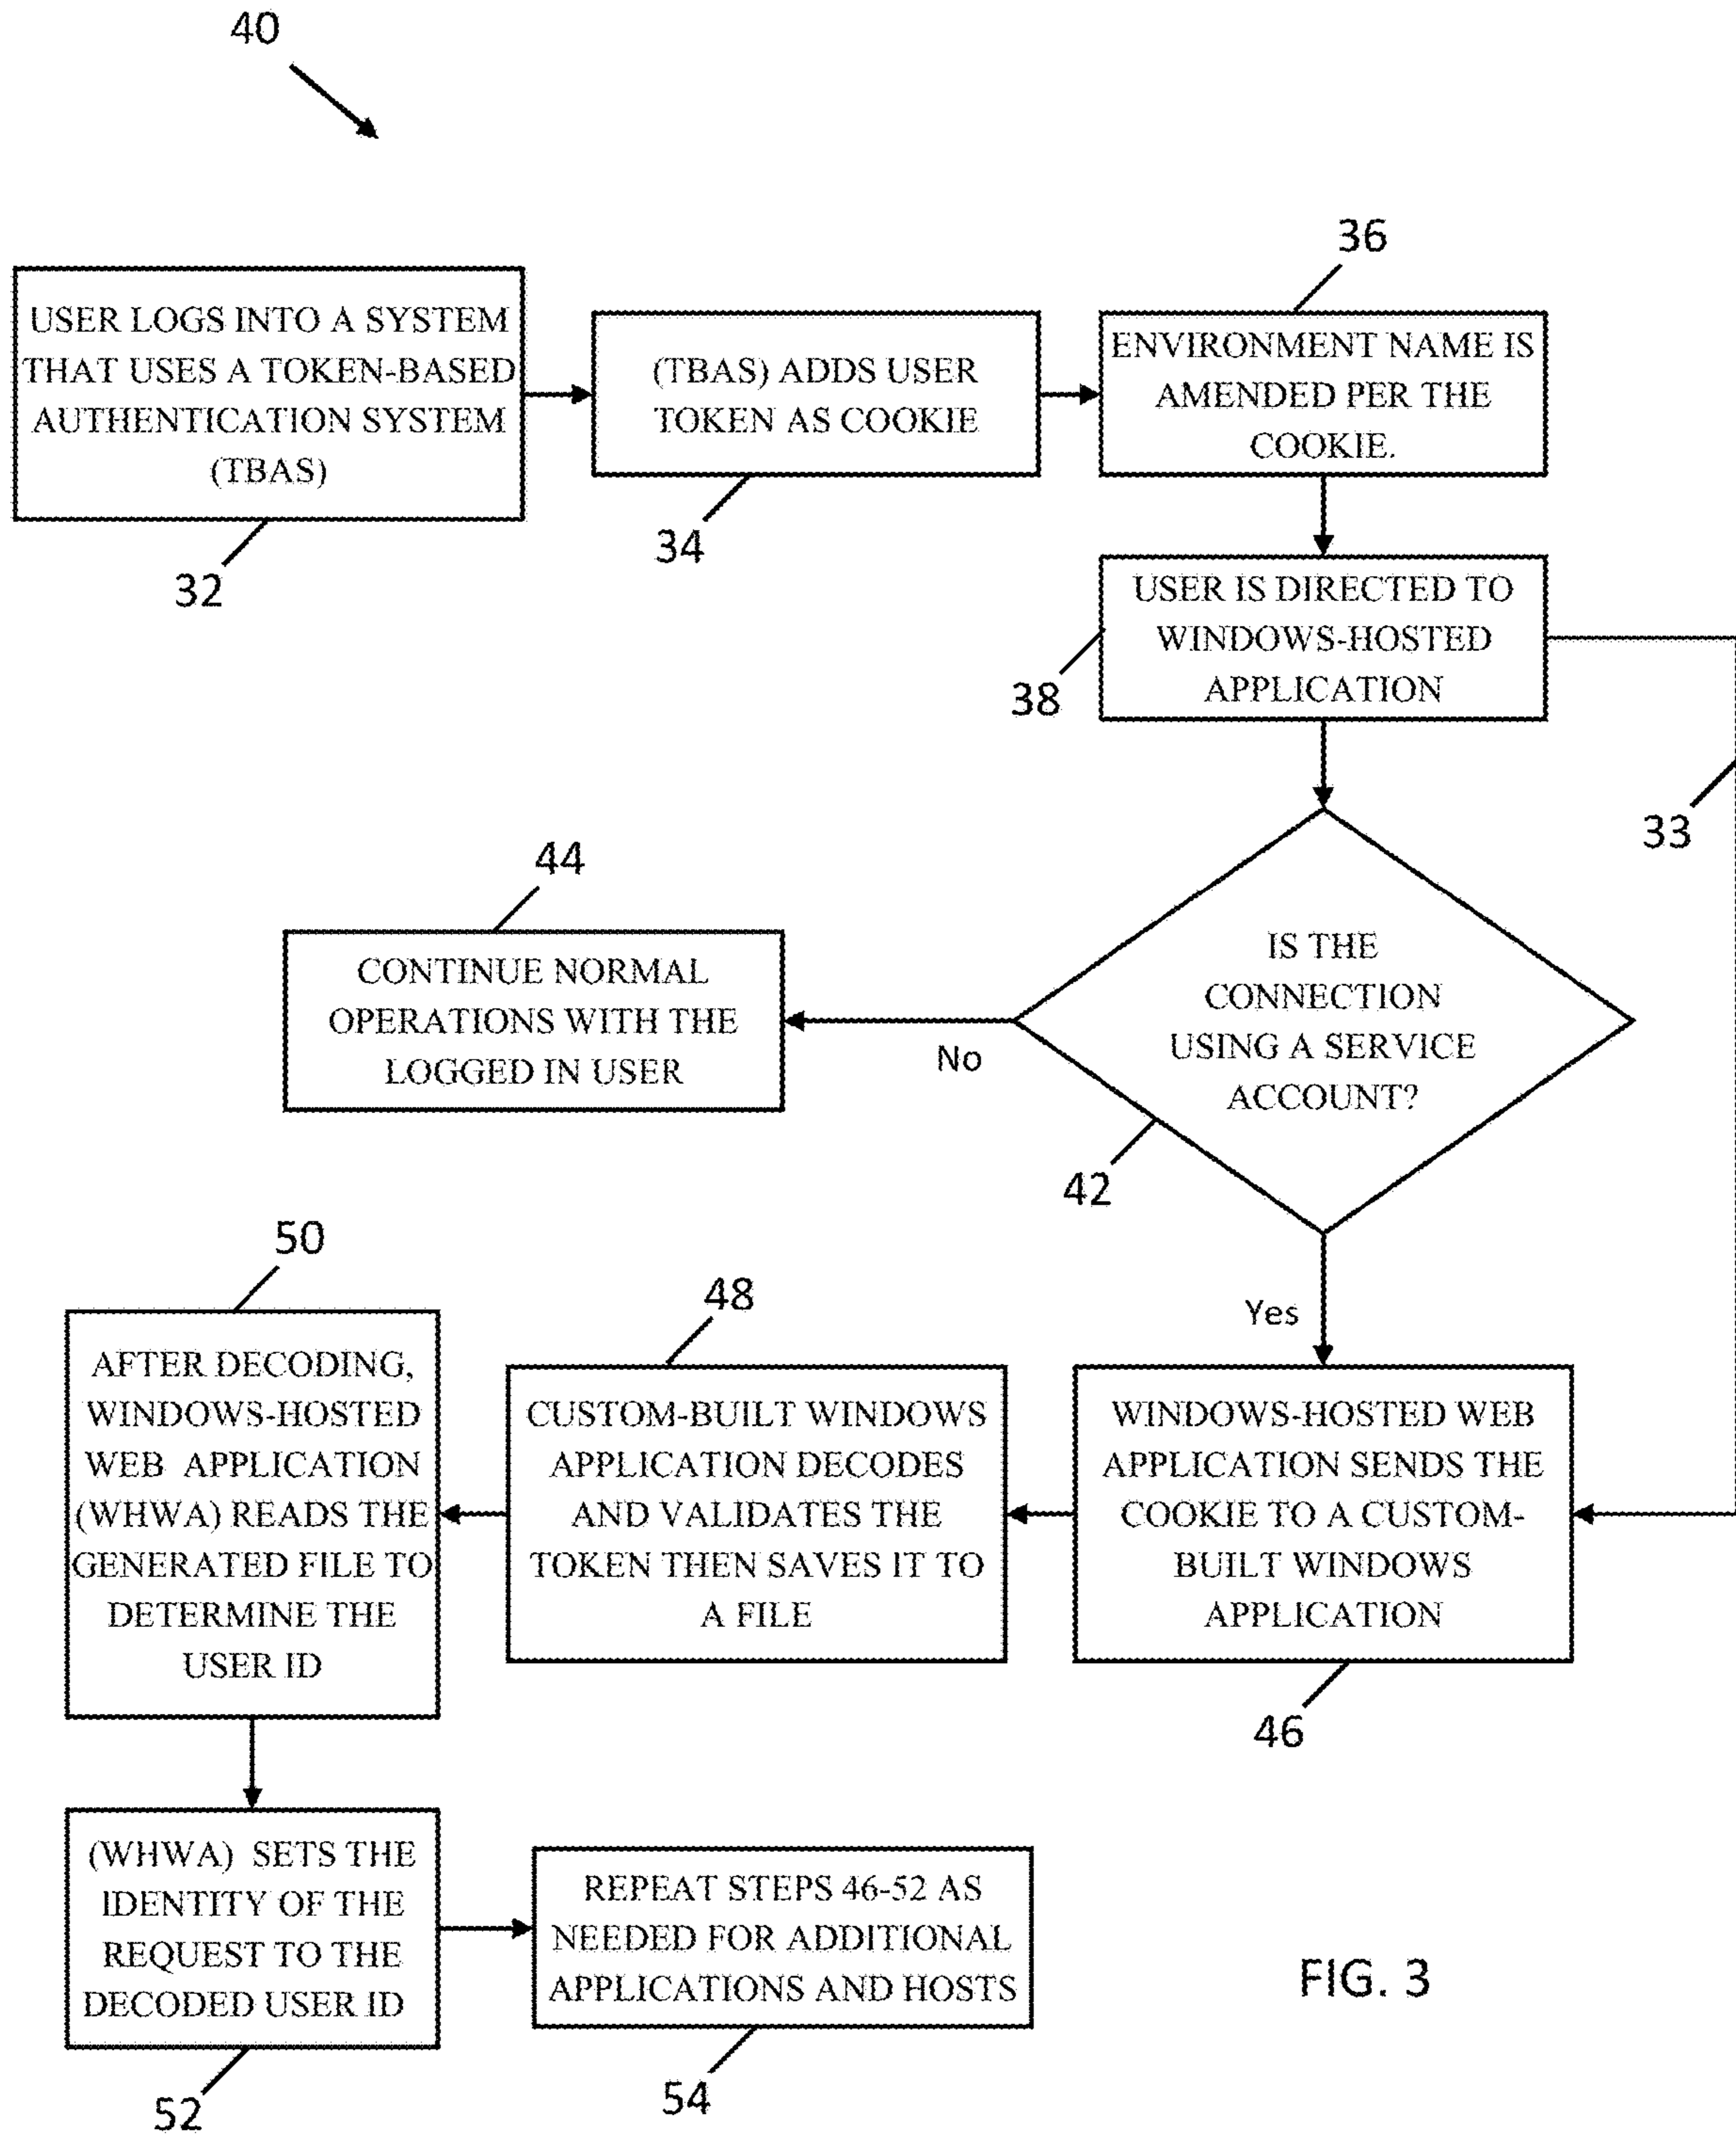 40
36
USER LOGS INTO A SYSTEM
THAT USES A TOKEN-BASED
AUTHENTICATION SYSTEM
(TBAS)
32
(TBAS) ADDS USER
TOKEN AS COOKIE
34
ENVIRONMENT NAME IS
AMENDED PER THE
COOKIE.
USER IS DIRECTED TO
WINDOWS-HOSTED
APPLICATION
38
33
44
CONTINUE NORMAL
OPERATIONS WITH THE
LOGGED IN USER
No
IS THE
CONNECTION
USING A SERVICE
ACCOUNT?
42
Yes
50
48
AFTER DECODING,
WINDOWS-HOSTED
WEB APPLICATION
(WHWA) READS THE
GENERATED FILE TO
DETERMINE THE
USER ID
CUSTOM-BUILT WINDOWS
APPLICATION DECODES
AND VALIDATES THE
TOKEN THEN SAVES IT TO
A FILE
WINDOWS-HOSTED WEB
APPLICATION SENDS THE
COOKIE TO A CUSTOM-
BUILT WINDOWS
APPLICATION
46
(WHWA) SETS THE
IDENTITY OF THE
REQUEST TO THE
DECODED USER ID
52
REPEAT STEPS 46-52 AS
NEEDED FOR ADDITIONAL
APPLICATIONS AND HOSTS
54
FIG. 3